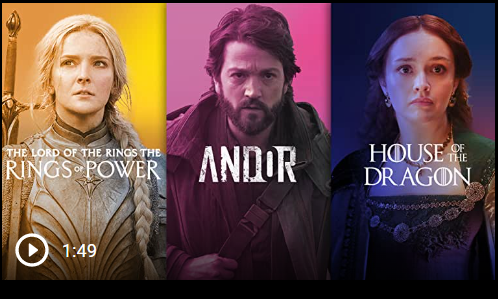 THE LORD OF THE RINGS THE
RINGS OF POWER
ANDOR
HOUSE OF THE
DRAGON
1:49